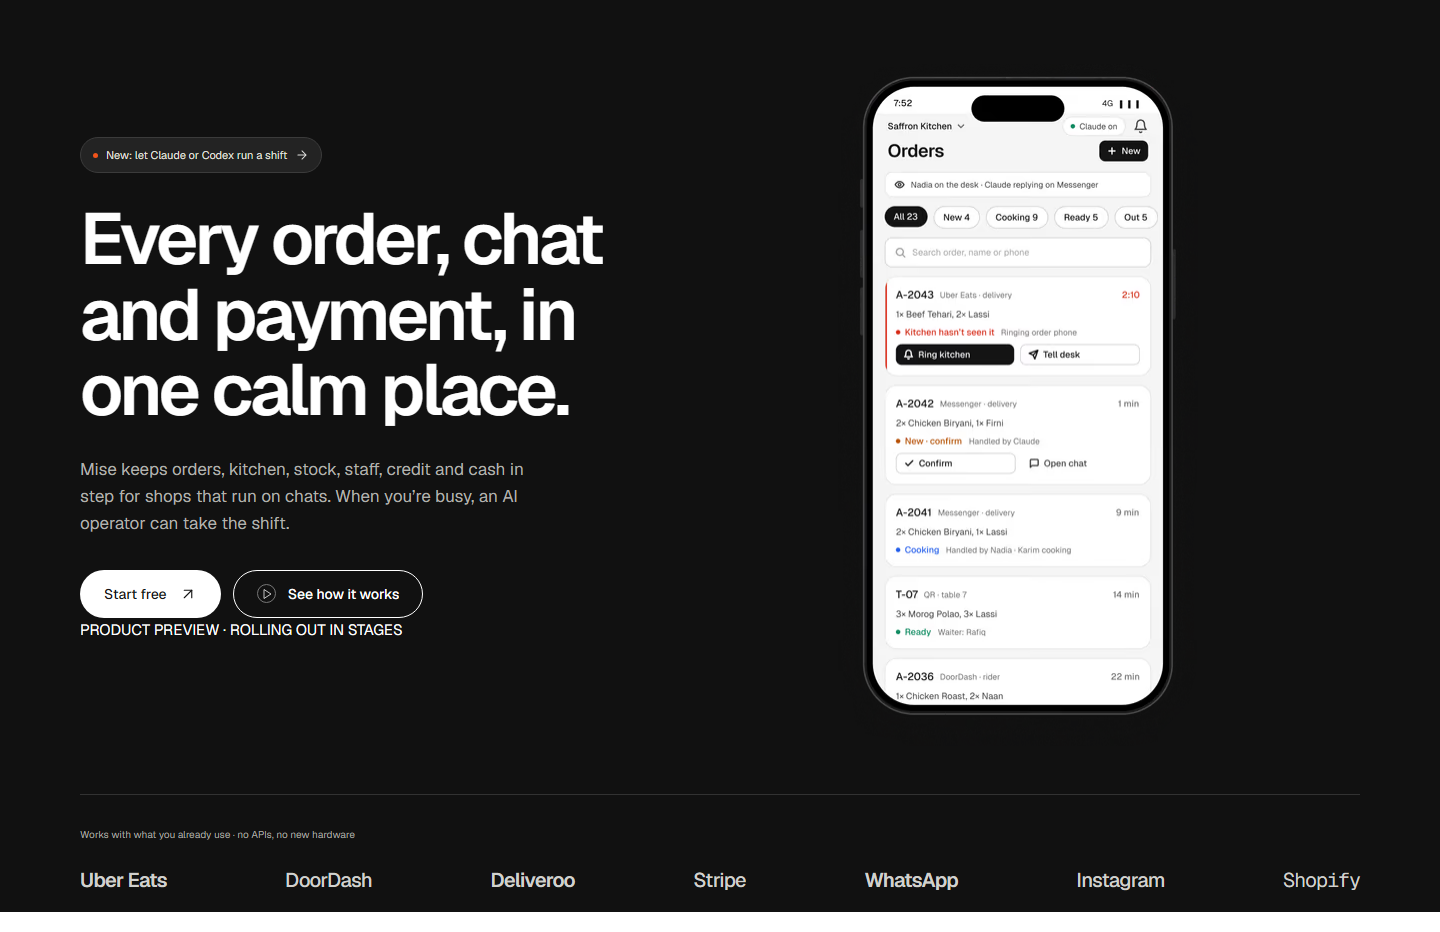 New: let Claude or Codex run a shift
Every order, chat
and payment, in
one calm place.
Mise keeps orders, kitchen, stock, staff, credit and cash in
step for shops that run on chats. When you're busy, an AI
operator can take the shift.
Start free
See how it works
PRODUCT PREVIEW · ROLLING OUT IN STAGES
7:52
4G
Saffron Kitchen
Claude on
Orders
New
Nadia on the desk · Claude replying on Messenger
All 23
New 4
Cooking 9
Ready 5
Out 5
Search order, name or phone
A-2043 Uber Eats · delivery 2:10
1× Beef Tehari, 2× Lassi
Kitchen hasn't seen it Ringing order phone
Ring kitchen
Tell desk
A-2042 Messenger · delivery 1 min
2× Chicken Biryani, 1× Firni
New · confirm Handled by Claude
Confirm
Open chat
A-2041 Messenger · delivery 9 min
2× Chicken Biryani, 1× Lassi
Cooking Handled by Nadia · Karim cooking
T-07 QR · table 7 14 min
3× Morog Polao, 3× Lassi
Ready Waiter: Rafiq
A-2036 DoorDash · rider 22 min
1× Chicken Roast, 2× Naan
Works with what you already use · no APIs, no new hardware
Uber Eats
DoorDash
Deliveroo
Stripe
WhatsApp
Instagram
Shopify